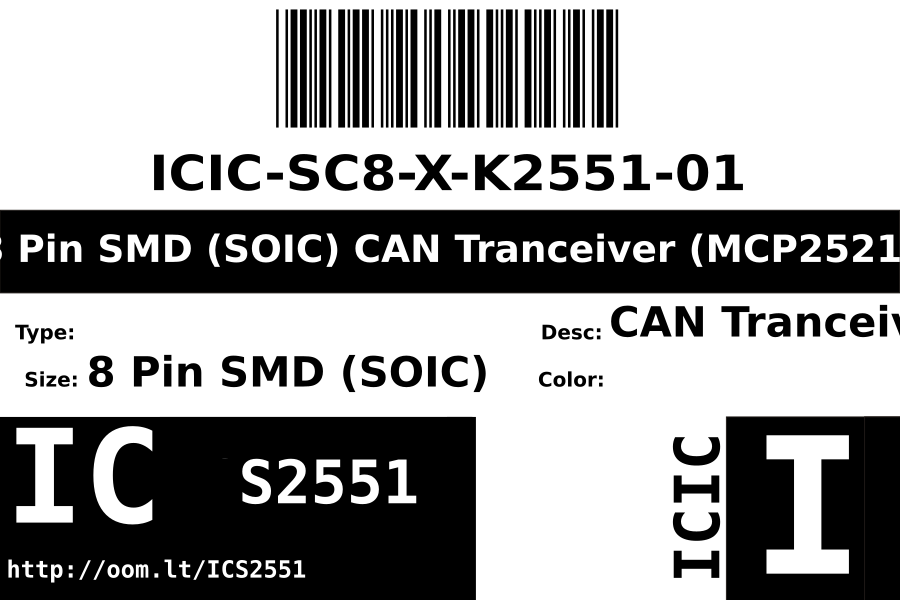 ICIC-SC8-X-K2551-01
Pin SMD (SOIC) CAN Tranceiver (MCP2521
Type:
Desc: CAN Tranceiv
Size: 8 Pin SMD (SOIC)
Color:
IC
S2551
http://oom.lt/ICS2551
ICIC
I